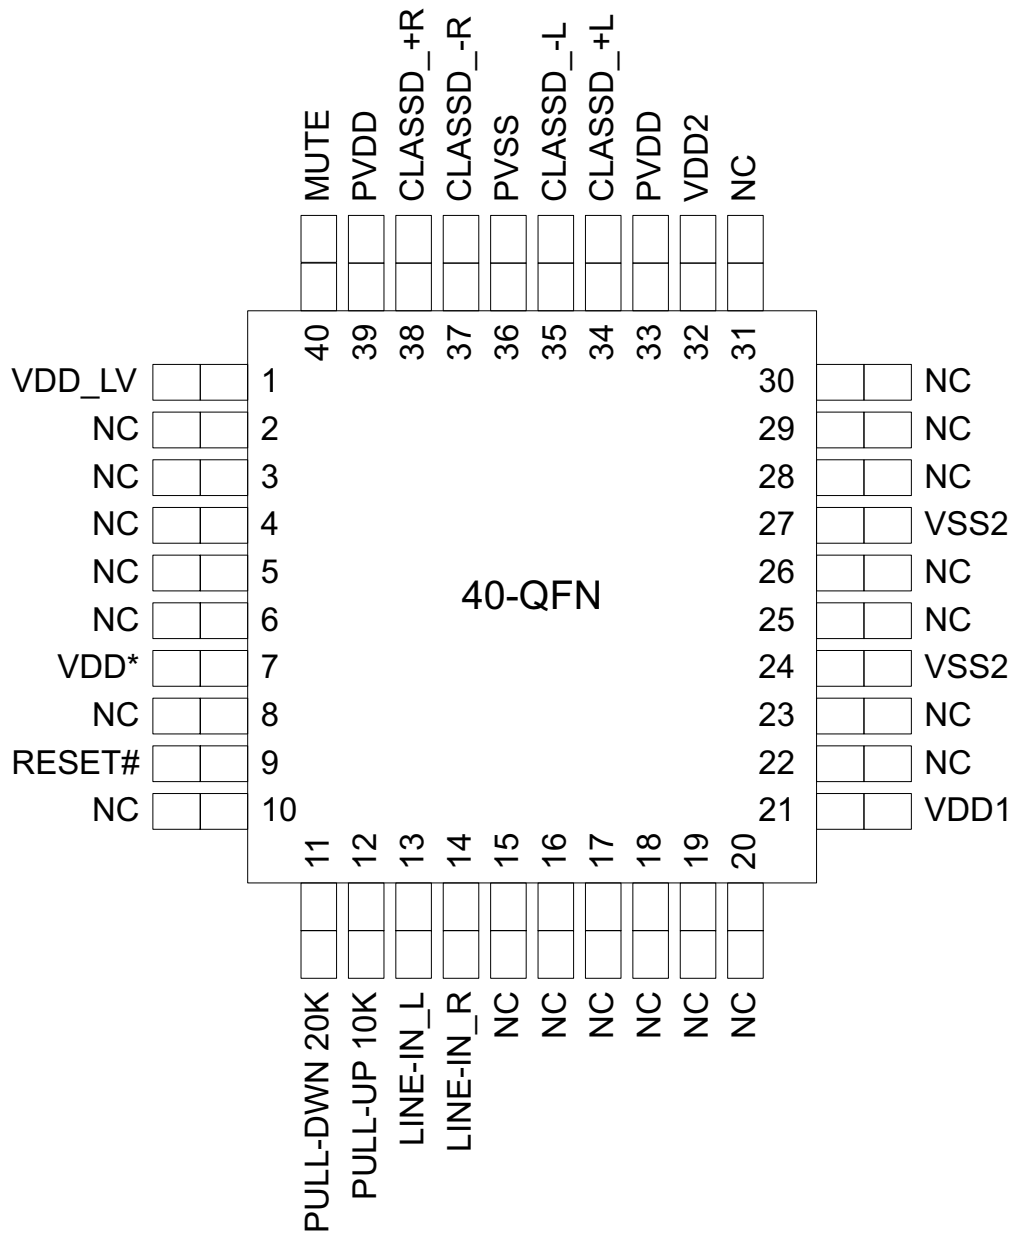 MUTE
PVDD
CLASSD_+R
CLASSD_-R
PVSS
CLASSD_-L
CLASSD_+L
PVDD
VDD2
NC
40
39
38
37
36
35
34
33
32
31
VDD_LV 1
NC 2
NC 3
NC 4
NC 5
NC 6
VDD* 7
NC 8
RESET# 9
NC 10
40-QFN
30 NC
29 NC
28 NC
27 VSS2
26 NC
25 NC
24 VSS2
23 NC
22 NC
21 VDD1
11
12
13
14
15
16
17
18
19
20
PULL-DWN 20K
PULL-UP 10K
LINE-IN_L
LINE-IN_R
NC
NC
NC
NC
NC
NC